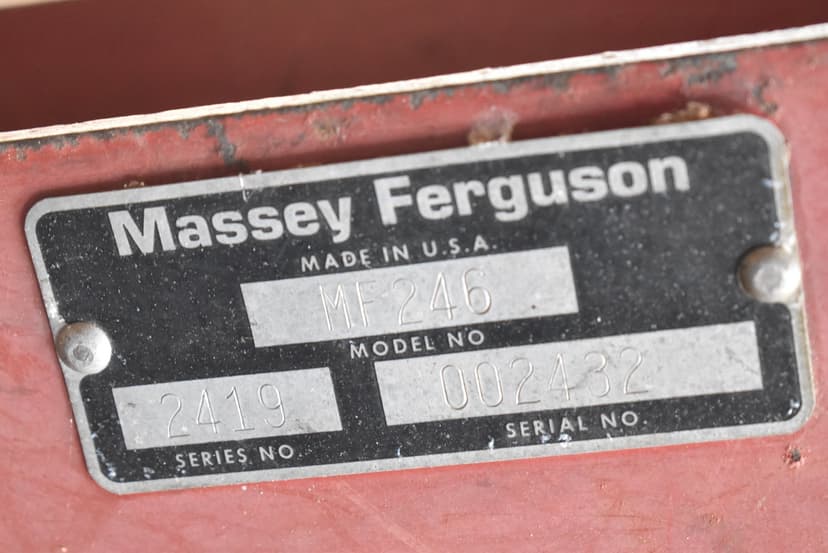 Massey Ferguson
MADE IN U.S.A.
MF246
MODEL NO
2419 002432
SERIES NO. SERIAL NO.